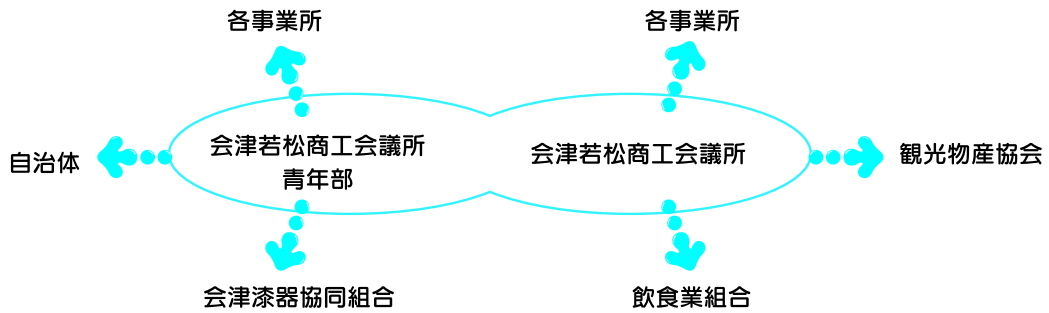 各事業所
各事業所
自治体
会津若松商工会議所
青年部
会津若松商工会議所
観光物産協会
会津漆器協同組合
飲食業組合